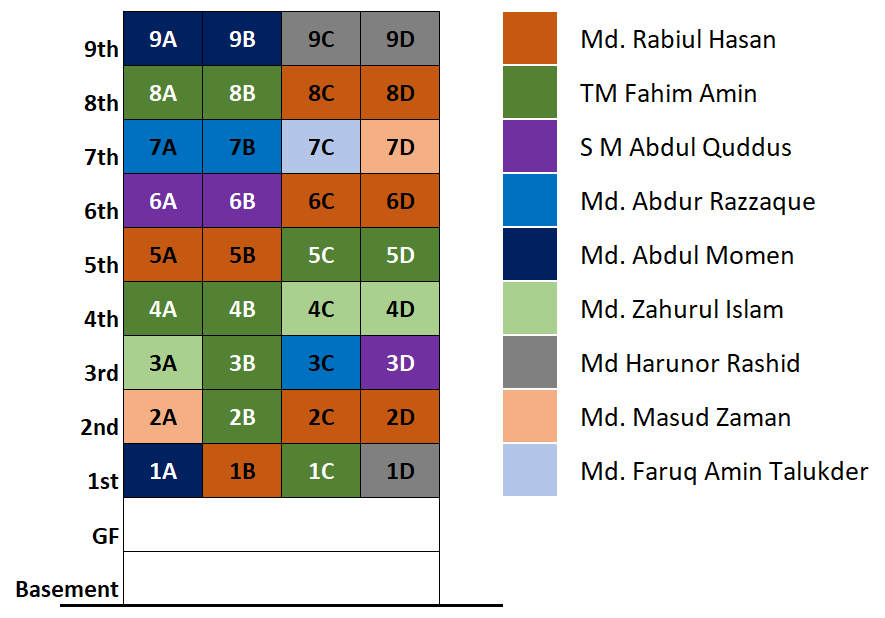 9th 9A 9B 9C 9D Md. Rabiul Hasan
8th 8A 8B 8C 8D TM Fahim Amin
7th 7A 7B 7C 7D S M Abdul Quddus
6th 6A 6B 6C 6D Md. Abdur Razzaque
5th 5A 5B 5C 5D Md. Abdul Momen
4th 4A 4B 4C 4D Md. Zahurul Islam
3rd 3A 3B 3C 3D Md Harunor Rashid
2nd 2A 2B 2C 2D Md. Masud Zaman
1st 1A 1B 1C 1D Md. Faruq Amin Talukder
GF
Basement